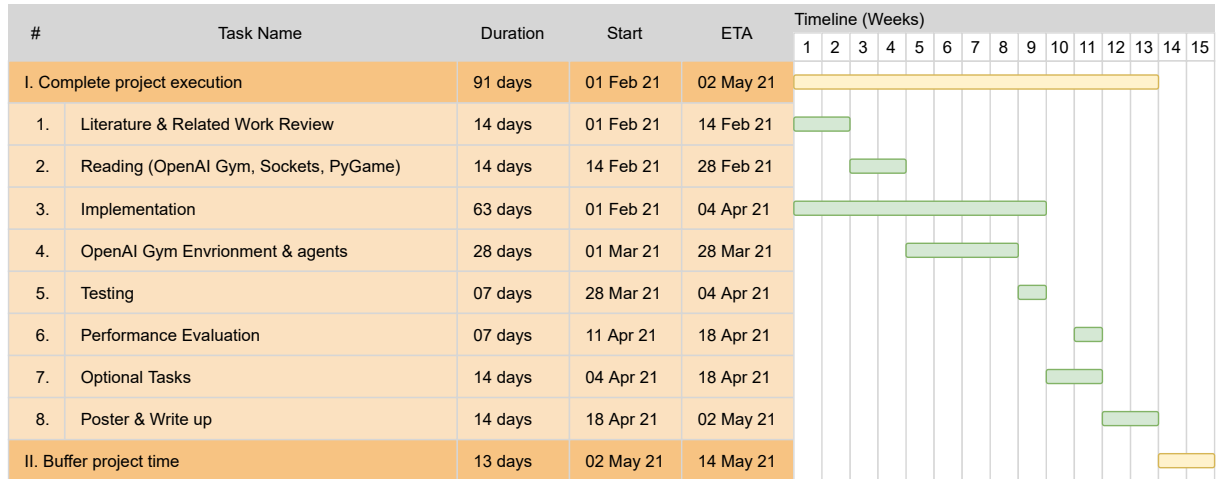 Timeline (Weeks)
# Task Name Duration Start ETA
1 2 3 4 5 6 7 8 9 10 11 12 13 14 15
I. Complete project execution 91 days 01 Feb 21 02 May 21
1. Literature & Related Work Review 14 days 01 Feb 21 14 Feb 21
2. Reading (OpenAI Gym, Sockets, PyGame) 14 days 14 Feb 21 28 Feb 21
3. Implementation 63 days 01 Feb 21 04 Apr 21
4. OpenAI Gym Envrionment & agents 28 days 01 Mar 21 28 Mar 21
5. Testing 07 days 28 Mar 21 04 Apr 21
6. Performance Evaluation 07 days 11 Apr 21 18 Apr 21
7. Optional Tasks 14 days 04 Apr 21 18 Apr 21
8. Poster & Write up 14 days 18 Apr 21 02 May 21
II. Buffer project time 13 days 02 May 21 14 May 21